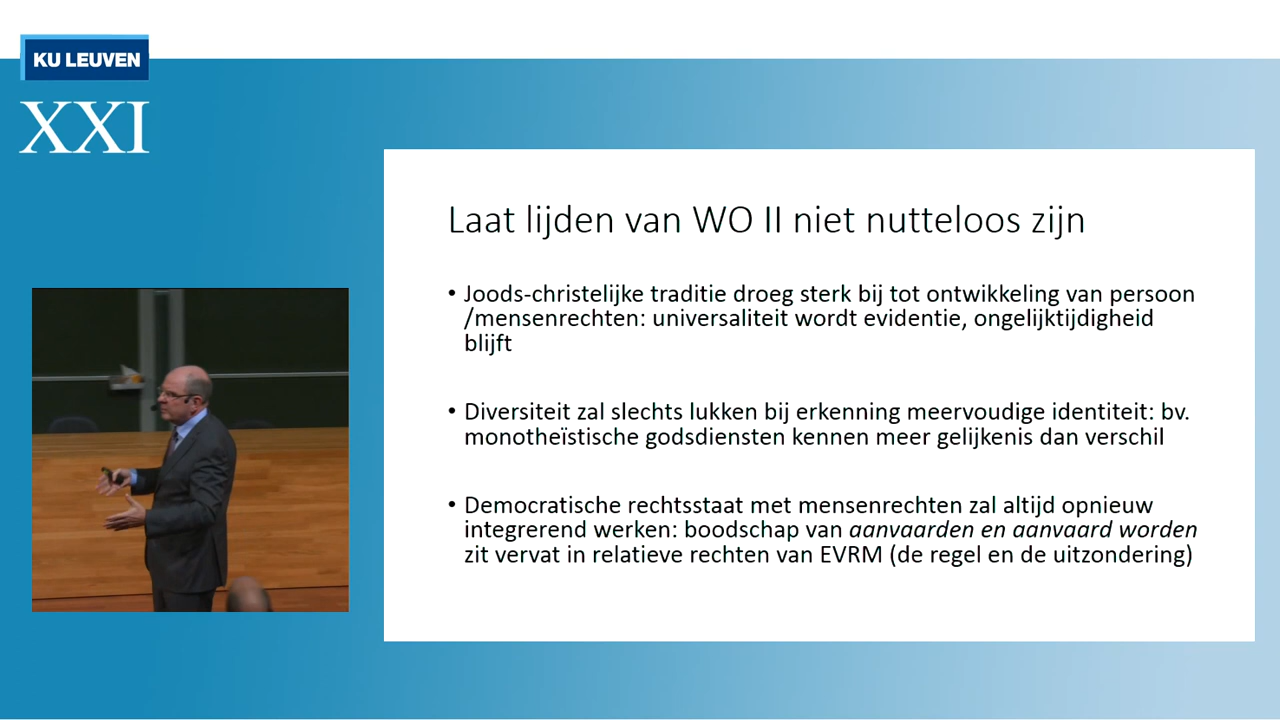 KU LEUVEN
XXI
Laat lijden van WO II niet nutteloos zijn
• Joods-christelijke traditie droeg sterk bij tot ontwikkeling van persoon
/mensenrechten: universaliteit wordt evidentie, ongelijktijdigheid
blijft
• Diversiteit zal slechts lukken bij erkenning meervoudige identiteit: bv.
monotheïstische godsdiensten kennen meer gelijkenis dan verschil
• Democratische rechtsstaat met mensenrechten zal altijd opnieuw
integrerend werken: boodschap van aanvaarden en aanvaard worden
zit vervat in relatieve rechten van EVRM (de regel en de uitzondering)